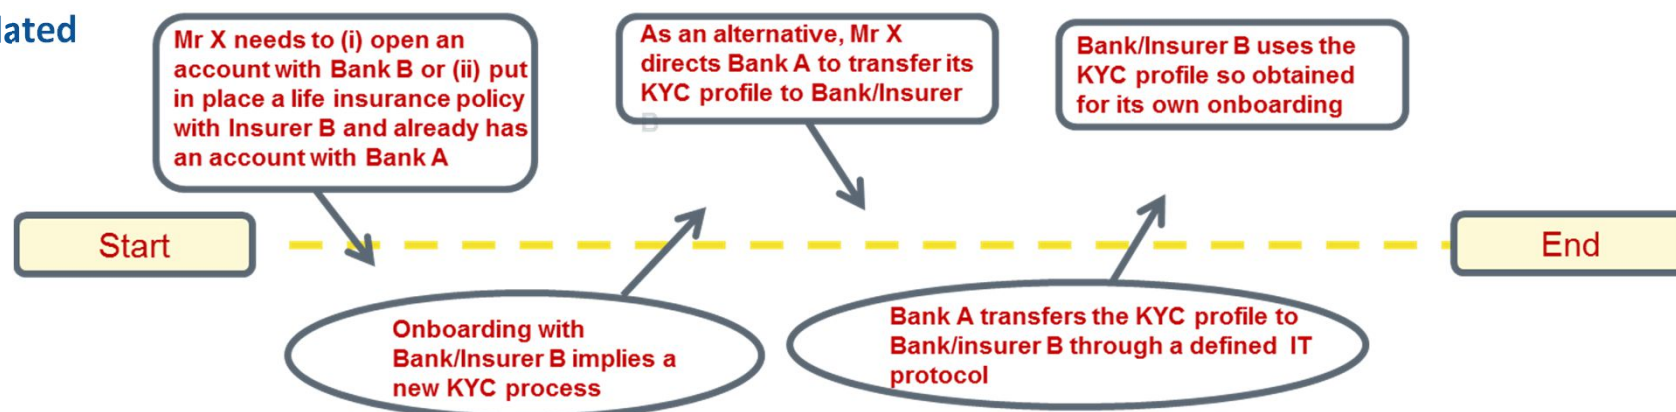 lated
Mr X needs to (i) open an
account with Bank B or (ii) put
in place a life insurance policy
with Insurer B and already has
an account with Bank A
As an alternative, Mr X
directs Bank A to transfer its
KYC profile to Bank/Insurer
B
Bank/Insurer B uses the
KYC profile so obtained
for its own onboarding
Start
End
Onboarding with
Bank/Insurer B implies a
new KYC process
Bank A transfers the KYC profile to
Bank/insurer B through a defined IT
protocol